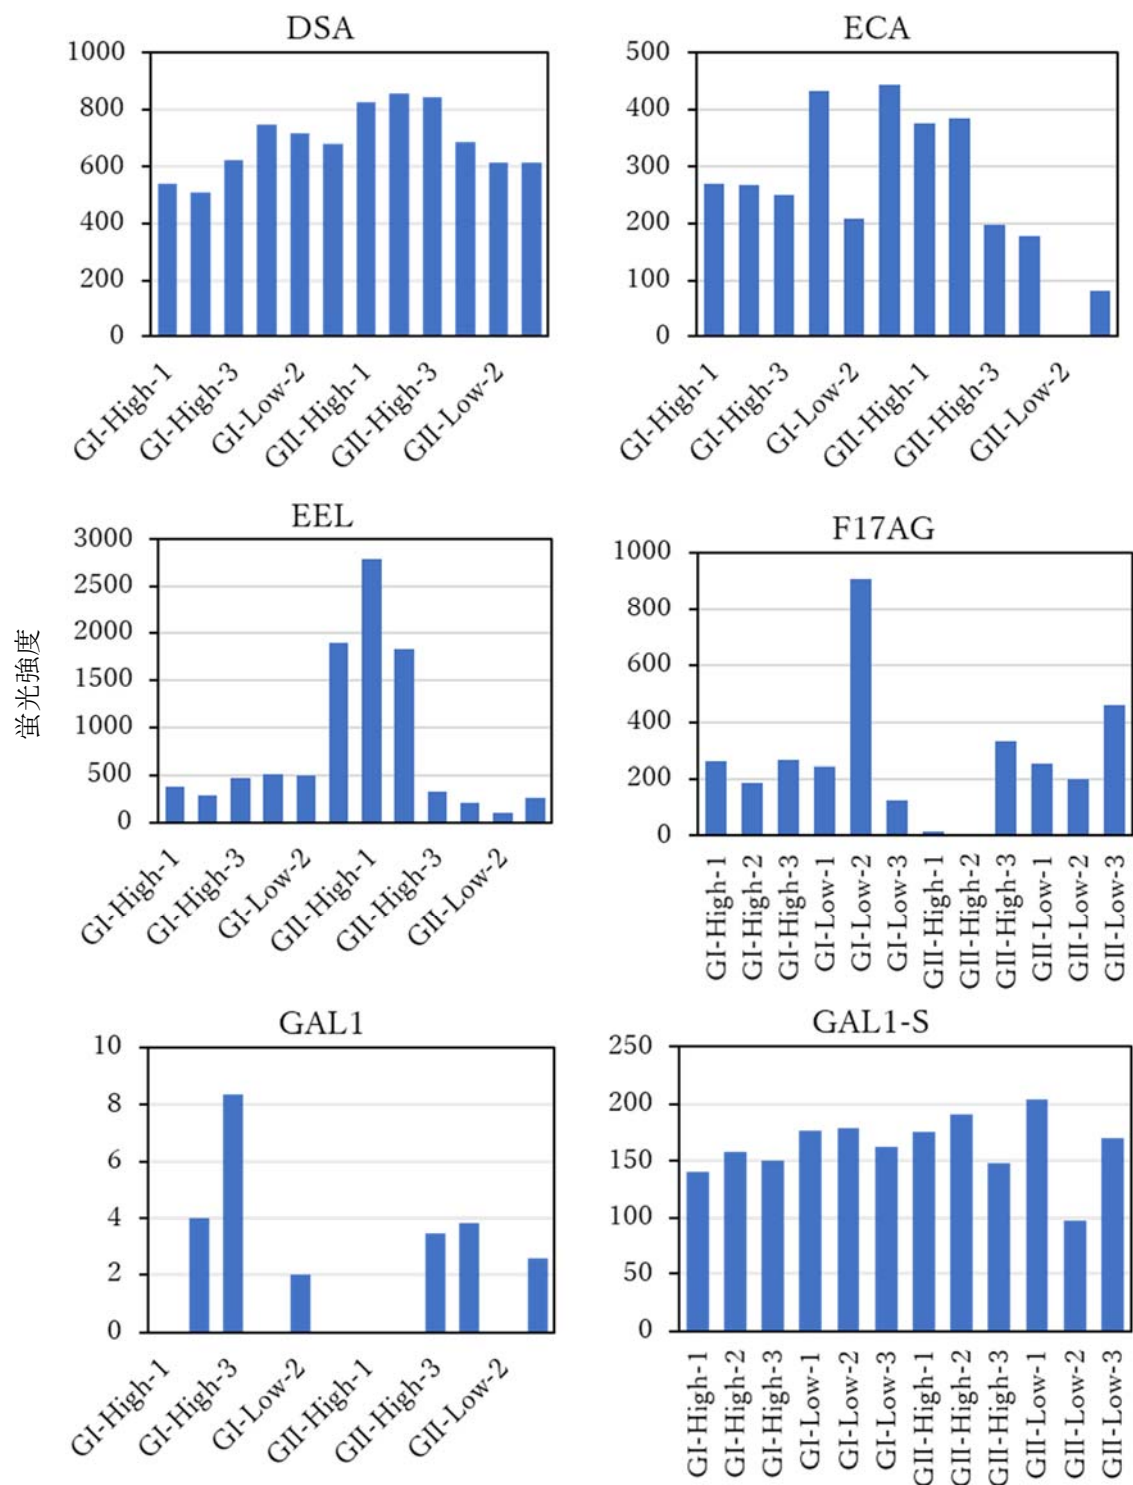 DSA
1000
800
600
400
200
0
GI-High-1
GI-High-3
GI-Low-2
GII-High-1
GII-High-3
GII-Low-2
ECA
500
400
300
200
100
0
GI-High-1
GI-High-3
GI-Low-2
GII-High-1
GII-High-3
GII-Low-2
蛍光強度
EEL
3000
2500
2000
1500
1000
500
0
GI-High-1
GI-High-3
GI-Low-2
GII-High-1
GII-High-3
GII-Low-2
F17AG
1000
800
600
400
200
0
GI-High-1
GI-High-2
GI-High-3
GI-Low-1
GI-Low-2
GI-Low-3
GII-High-1
GII-High-2
GII-High-3
GII-Low-1
GII-Low-2
GII-Low-3
GAL1
10
8
6
4
2
0
GI-High-1
GI-High-3
GI-Low-2
GII-High-1
GII-High-3
GII-Low-2
GAL1-S
250
200
150
100
50
0
GI-High-1
GI-High-2
GI-High-3
GI-Low-1
GI-Low-2
GI-Low-3
GII-High-1
GII-High-2
GII-High-3
GII-Low-1
GII-Low-2
GII-Low-3